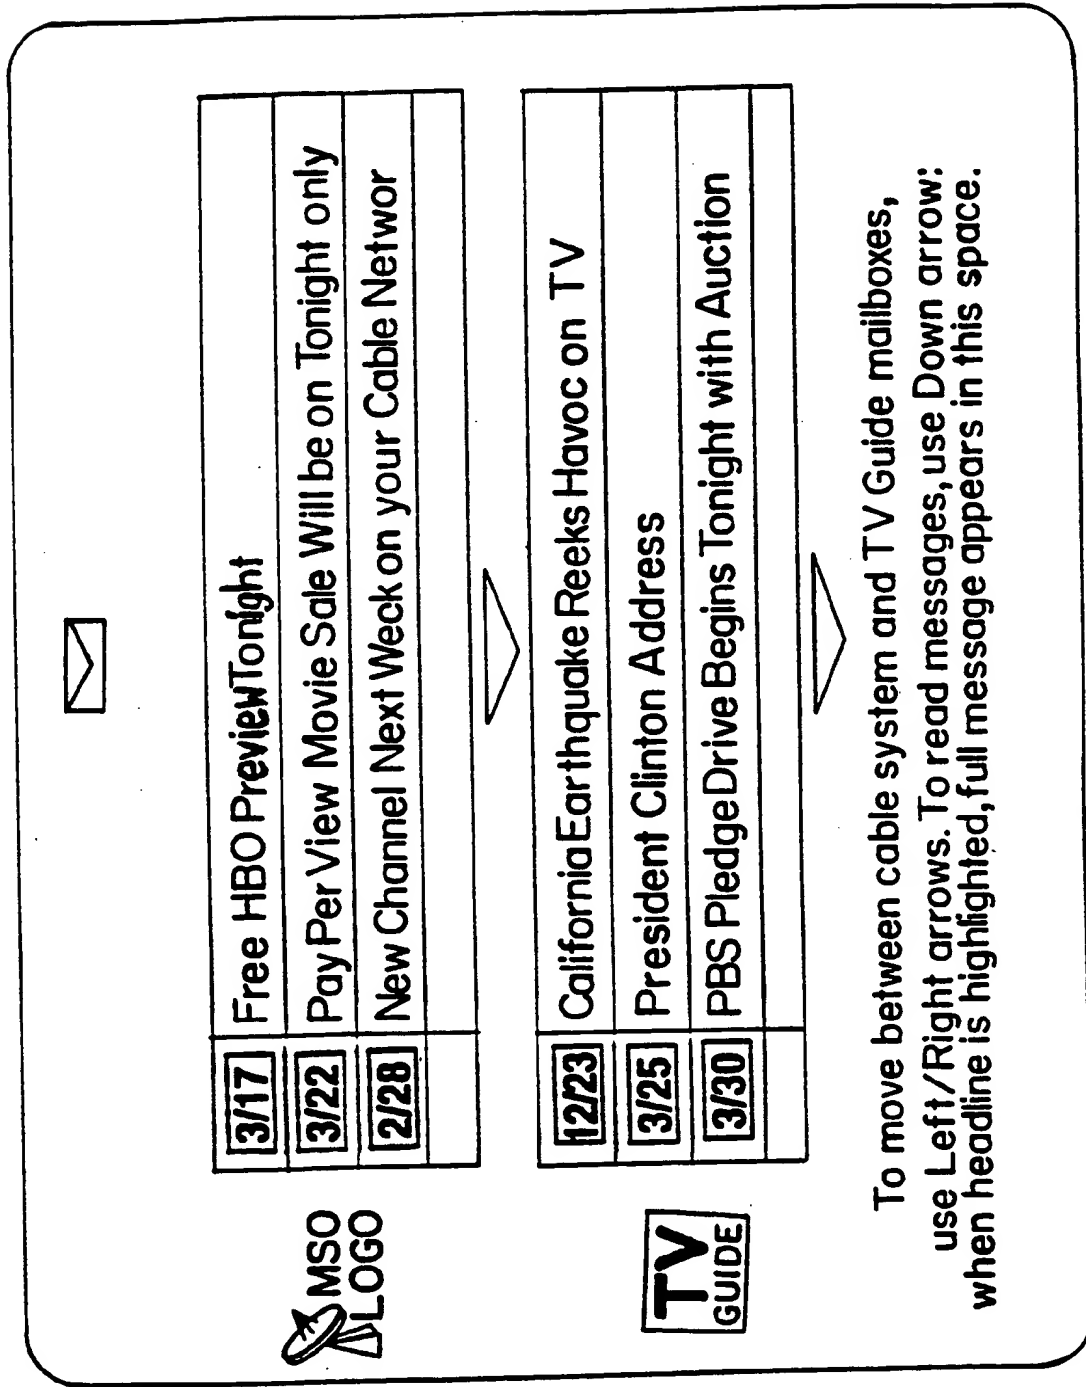 MSO
LOGO
3/17 Free HBO Preview Tonight
3/22 Pay Per View Movie Sale Will be on Tonight only
2/28 New Channel Next Weck on your Cable Networ
TV
GUIDE
12/23 California Earthquake Reeks Havoc on TV
3/25 President Clinton Address
3/30 PBS Pledge Drive Begins Tonight with Auction
To move between cable system and TV Guide mailboxes,
use Left/Right arrows. To read messages, use Down arrow:
when headline is highlighted, full message appears in this space.